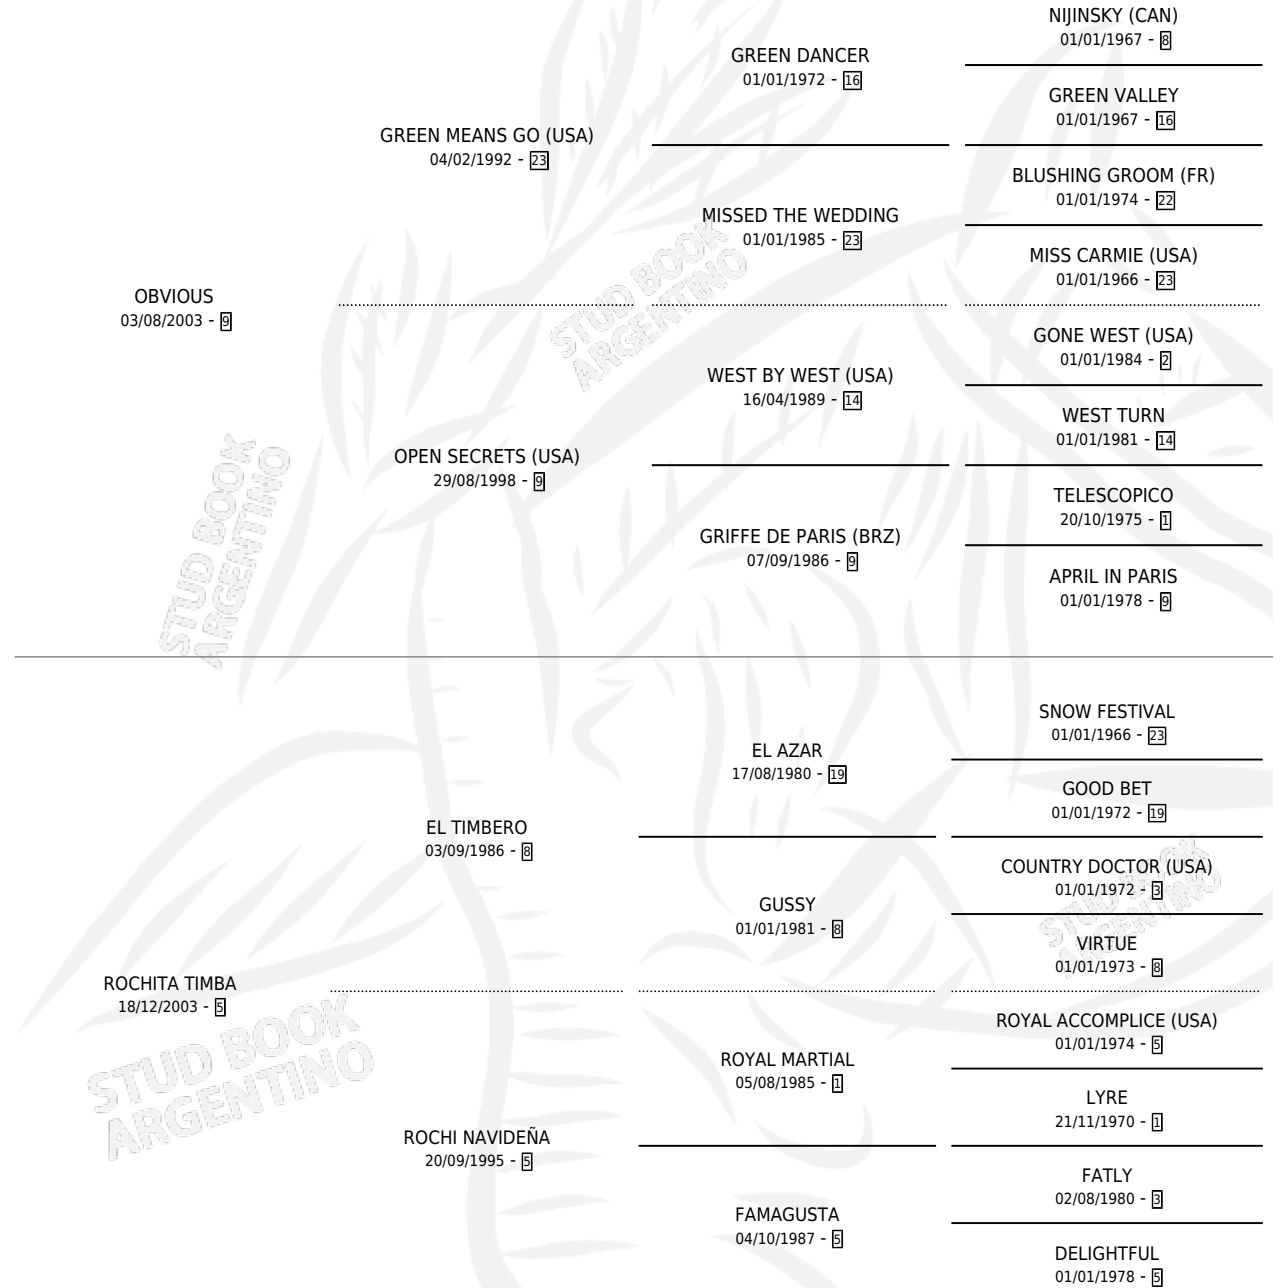 NIJINSKY (CAN)
01/01/1967 - 8
GREEN DANCER
01/01/1972 - 16
GREEN VALLEY
01/01/1967 - 16
GREEN MEANS GO (USA)
04/02/1992 - 23
BLUSHING GROOM (FR)
01/01/1974 - 22
MISSED THE WEDDING
01/01/1985 - 23
MISS CARMIE (USA)
01/01/1966 - 23
OBVIOUS
03/08/2003 - 9
STUD BOOK
ARGENTINO
GONE WEST (USA)
01/01/1984 - 2
WEST BY WEST (USA)
16/04/1989 - 14
WEST TURN
01/01/1981 - 14
OPEN SECRETS (USA)
29/08/1998 - 9
TELESCOPICO
20/10/1975 - 1
GRIFFE DE PARIS (BRZ)
07/09/1986 - 9
APRIL IN PARIS
01/01/1978 - 9
STUD BOOK
ARGENTINO
SNOW FESTIVAL
01/01/1966 - 23
EL AZAR
17/08/1980 - 19
GOOD BET
01/01/1972 - 19
EL TIMBERO
03/09/1986 - 8
COUNTRY DOCTOR (USA)
01/01/1972 - 3
GUSSY
01/01/1981 - 8
VIRTUE
01/01/1973 - 8
STUD BOOK
ARGENTINO
ROCHITA TIMBA
18/12/2003 - 5
ROYAL ACCOMPLICE (USA)
01/01/1974 - 5
ROYAL MARTIAL
05/08/1985 - 1
LYRE
21/11/1970 - 1
STUD BOOK
ARGENTINO
ROCHI NAVIDEÑA
20/09/1995 - 5
FATLY
02/08/1980 - 3
FAMAGUSTA
04/10/1987 - 5
DELIGHTFUL
01/01/1978 - 5